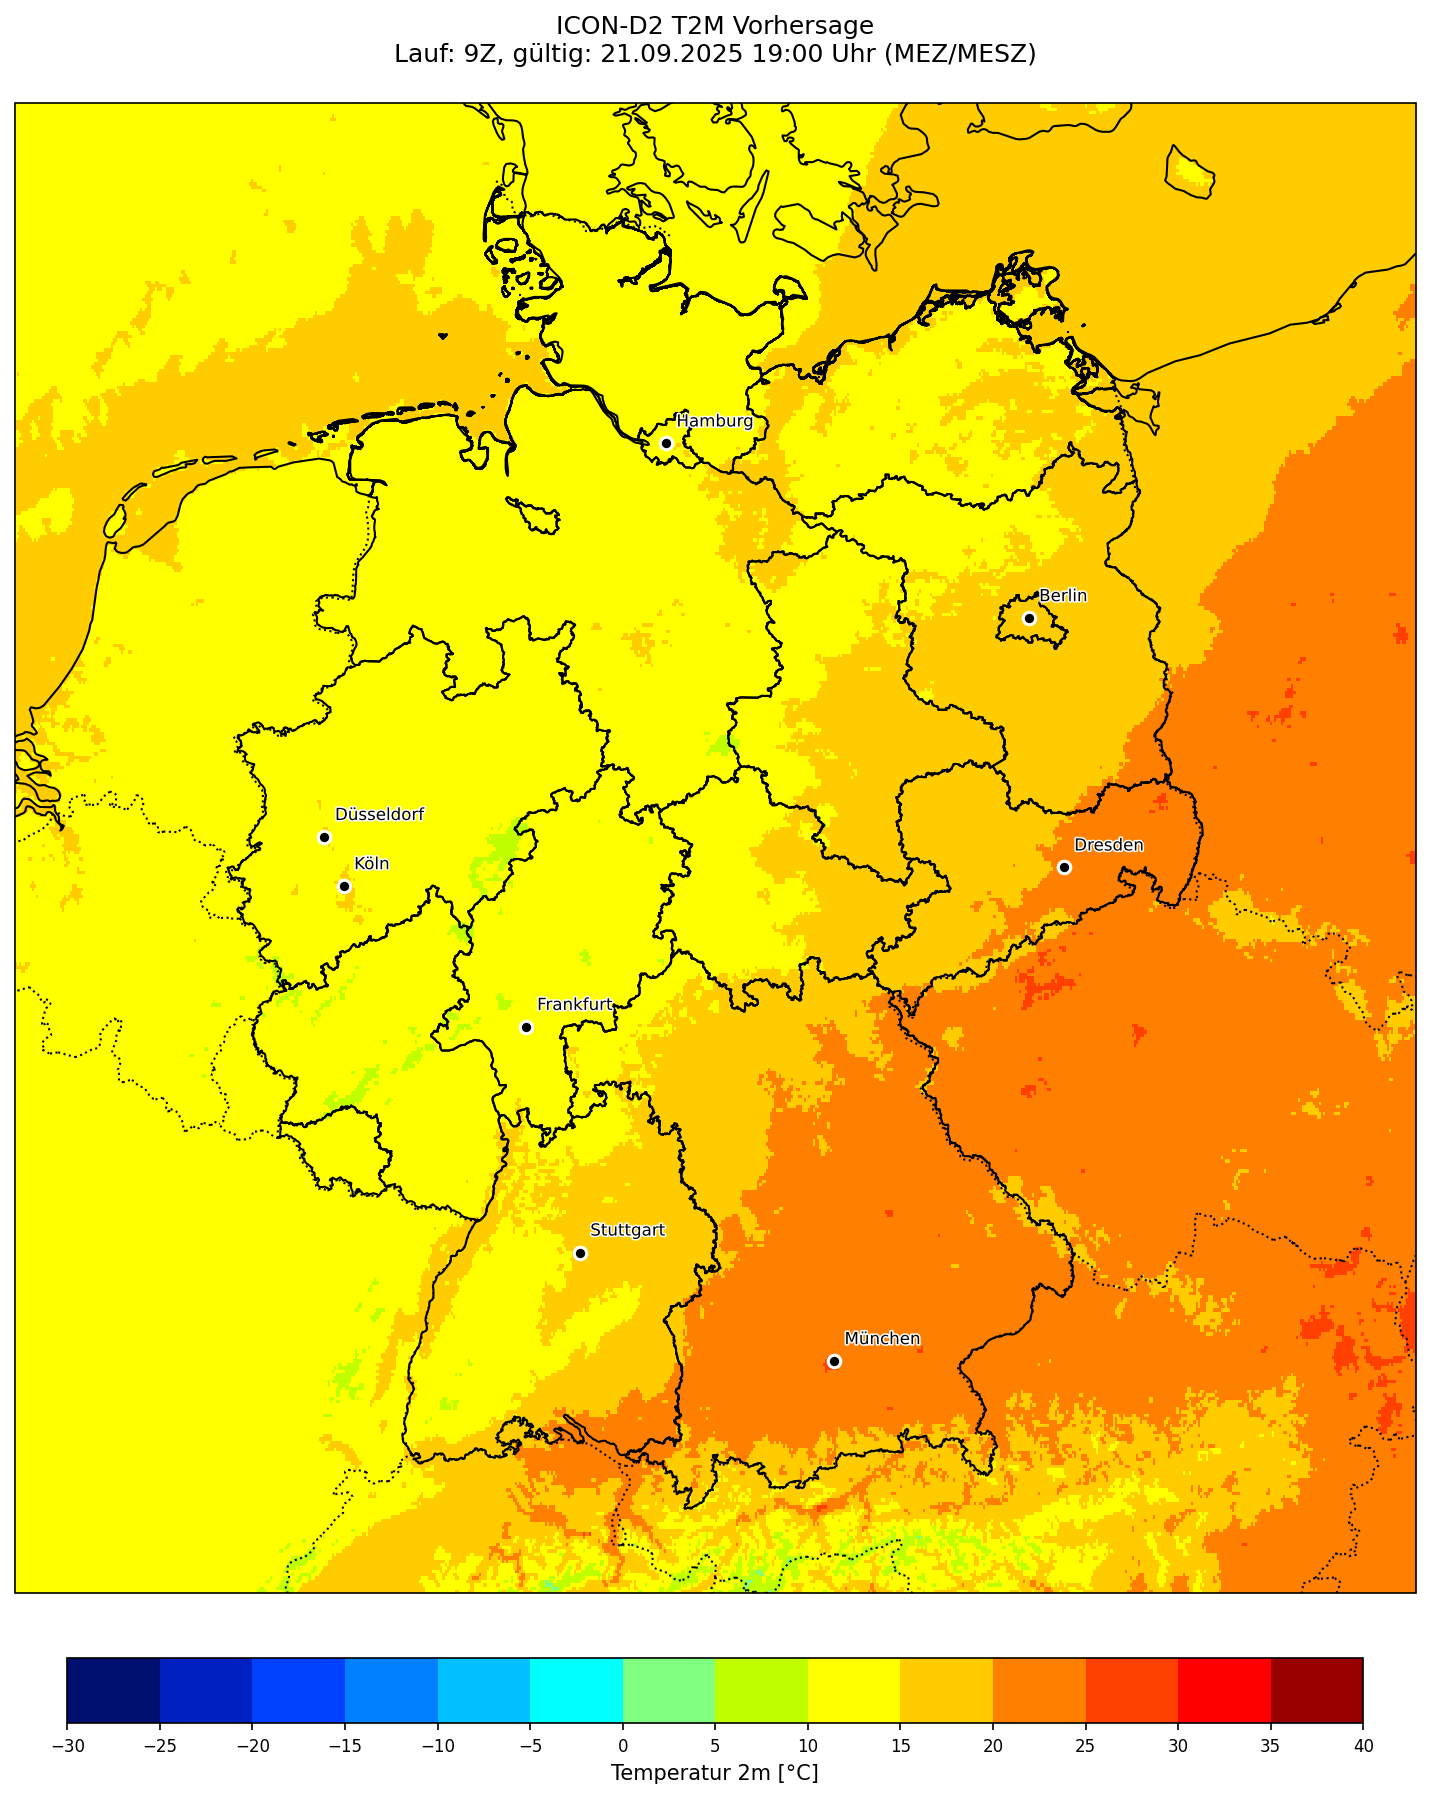 ICON-D2 T2M Vorhersage
Lauf: 9Z, gültig: 21.09.2025 19:00 Uhr (MEZ/MESZ)
Hamburg
Berlin
Düsseldorf
Dresden
Köln
Frankfurt
Stuttgart
München
−30 −25 −20 −15 −10 −5 0 5 10 15 20 25 30 35 40
Temperatur 2m [°C]